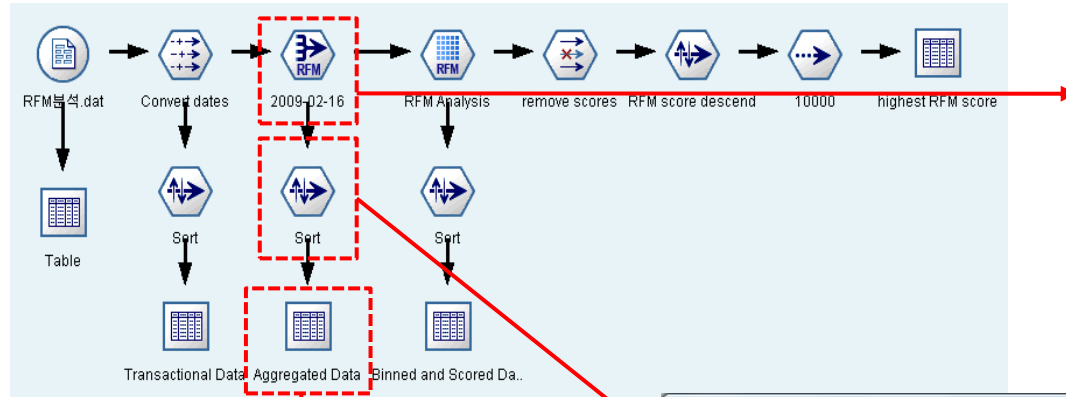 RFM
RFM
RFM분석.dat
Convert dates
2009-02-16
RFM Analysis
remove scores
RFM score descend
10000
highest RFM score
Table
Sort
Sort
Sort
Transactional Data
Aggregated Data
Binned and Scored Da..